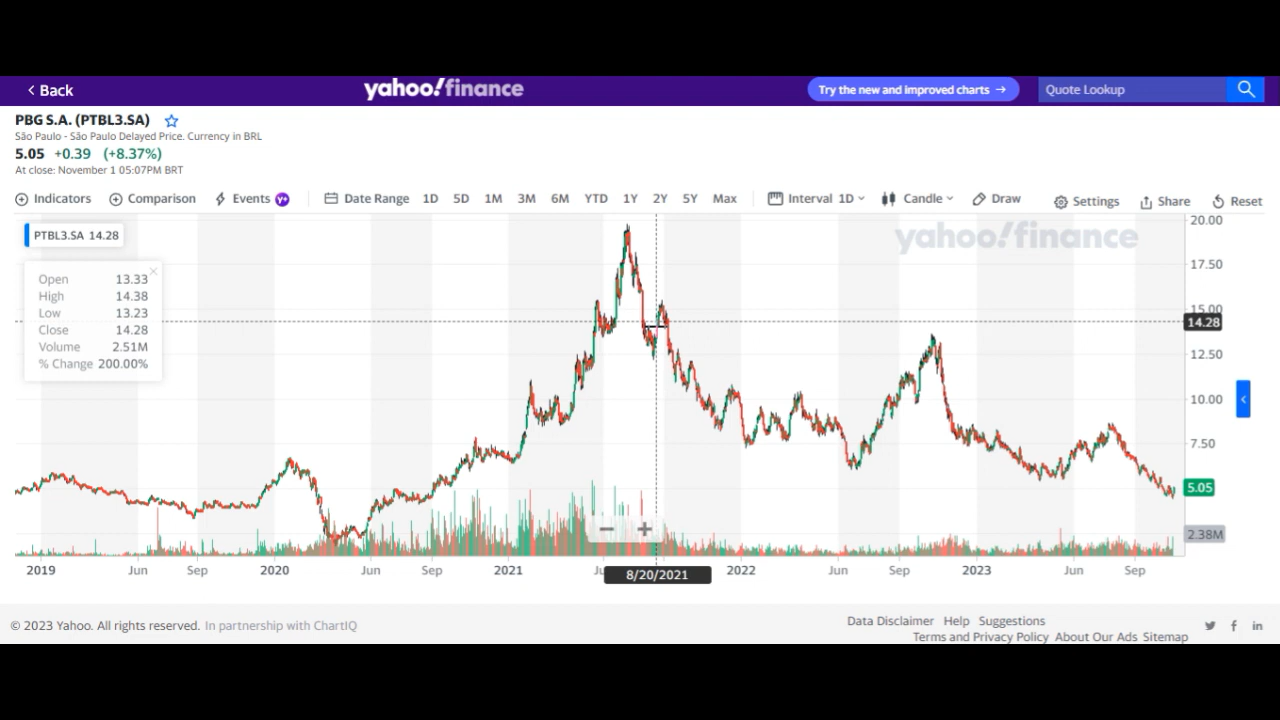 Back
yahoo!finance
Try the new and improved charts →
Quote Lookup
PBG S.A. (PTBL3.SA)
São Paulo - São Paulo Delayed Price. Currency in BRL
5.05 +0.39 (+8.37%)
At close: November 1 05:07PM BRT
Indicators Comparison Events Y+ Date Range 1D 5D 1M 3M 6M YTD 1Y 2Y 5Y Max Interval 1D Candle Draw Settings Share Reset
PTBL3.SA 14.28
yahoo!finance
Open 13.33
High 14.38
Low 13.23
Close 14.28
Volume 2.51M
% Change 200.00%
20.00
17.50
15.00
14.28
12.50
10.00
7.50
5.05
2.38M
2019 Jun Sep 2020 Jun Sep 2021 2022 Jun Sep 2023 Jun Sep
8/20/2021
© 2023 Yahoo. All rights reserved. In partnership with ChartIQ
Data Disclaimer Help Suggestions
Terms and Privacy Policy About Our Ads Sitemap